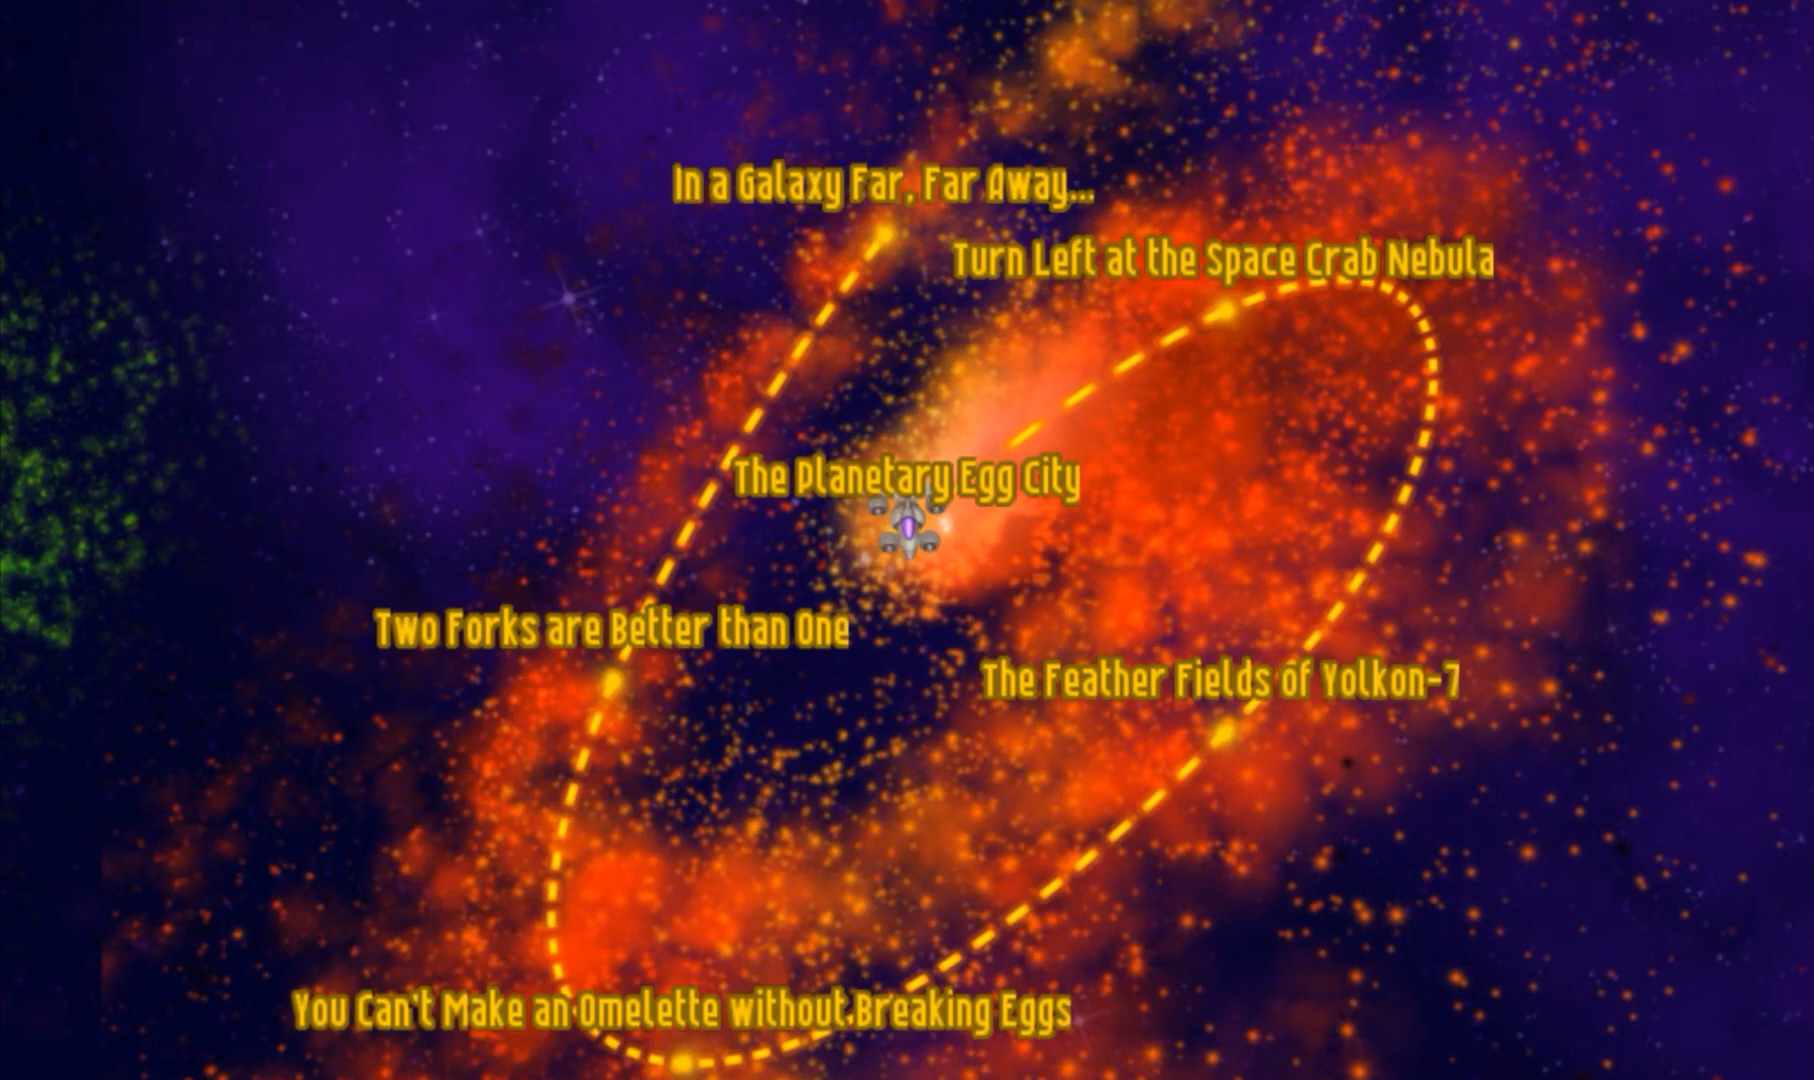 In a Galaxy Far, Far Away...
Turn Left at the Space Crab Nebula
The Planetary Egg City
Two Forks are Better than One
The Feather Fields of Yolkon-7
You Can't Make an Omelette without Breaking Eggs